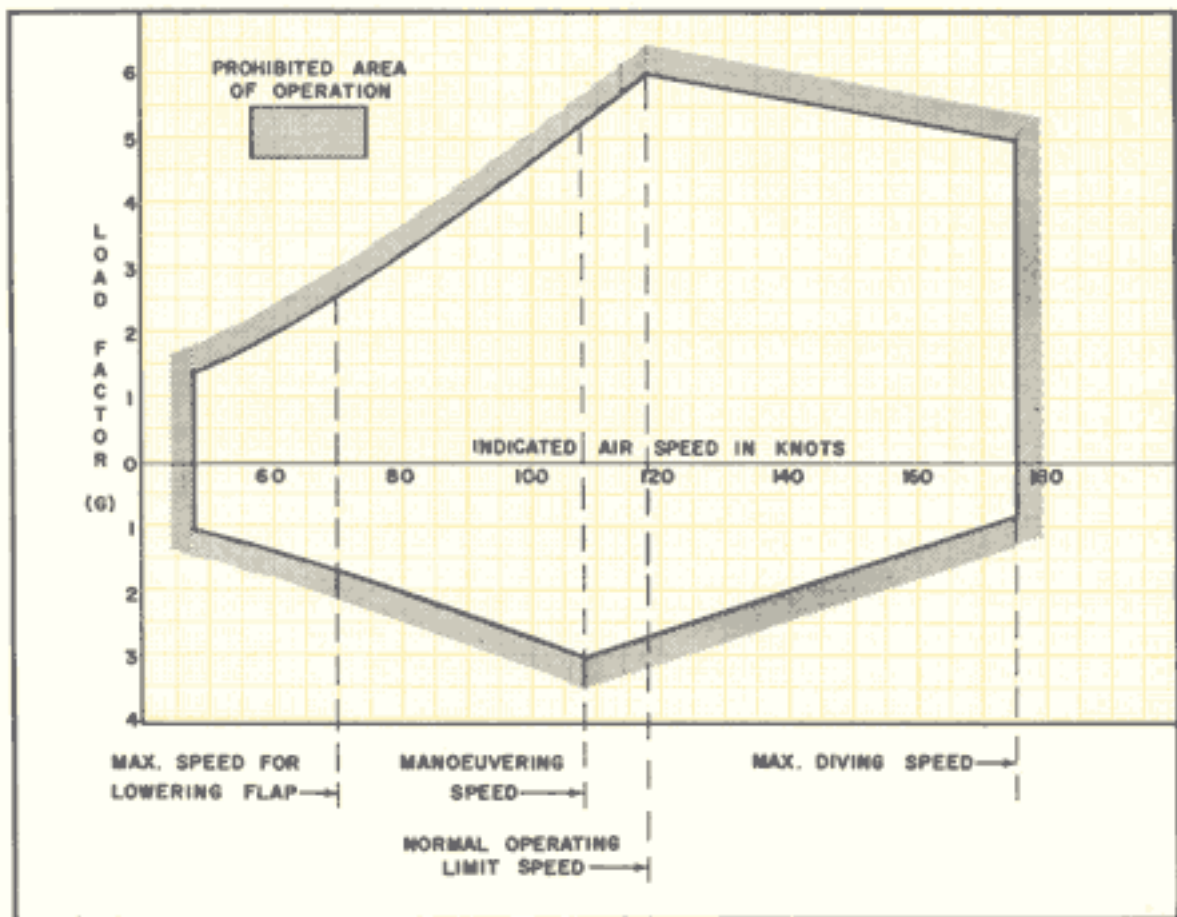 PROHIBITED AREA
OF OPERATION
6
5
4
3
2
1
0
1
2
3
4
LOAD FACTOR
(G)
INDICATED AIR SPEED IN KNOTS
60 80 100 120 140 160 180
MAX. SPEED FOR
LOWERING FLAP
MANOEUVERING
SPEED
MAX. DIVING SPEED
NORMAL OPERATING
LIMIT SPEED